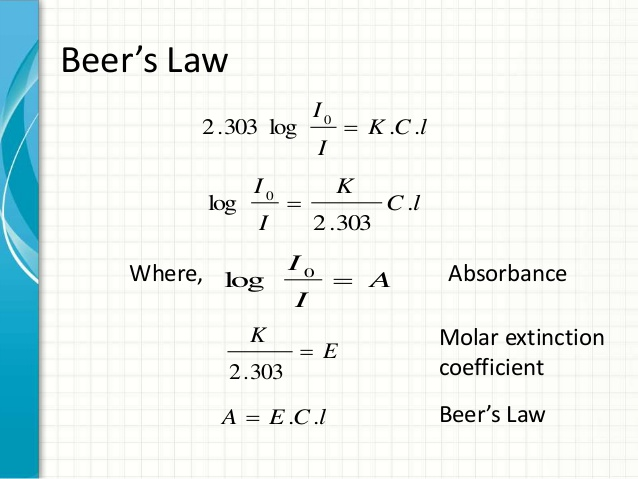 Beer's Law
2.303 log I₀/I = K.C.l
log I₀/I = K/2.303 C.l
Where, log I₀/I = A Absorbance
K/2.303 = E Molar extinction coefficient
A = E.C.l Beer's Law